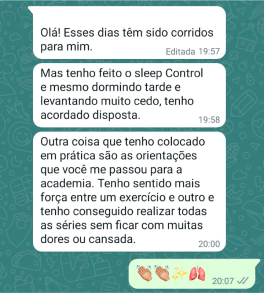 Olá! Esses dias têm sido corridos
para mim.
Editada 19:57
Mas tenho feito o sleep Control
e mesmo dormindo tarde e
levantando muito cedo, tenho
acordado disposta.
19:58
Outra coisa que tenho colocado
em prática são as orientações
que você me passou para a
academia. Tenho sentido mais
força entre um exercício e outro e
tenho conseguido realizar todas
as séries sem ficar com muitas
dores ou cansada.
20:00
👏🏽👏🏽✨🫁 20:07